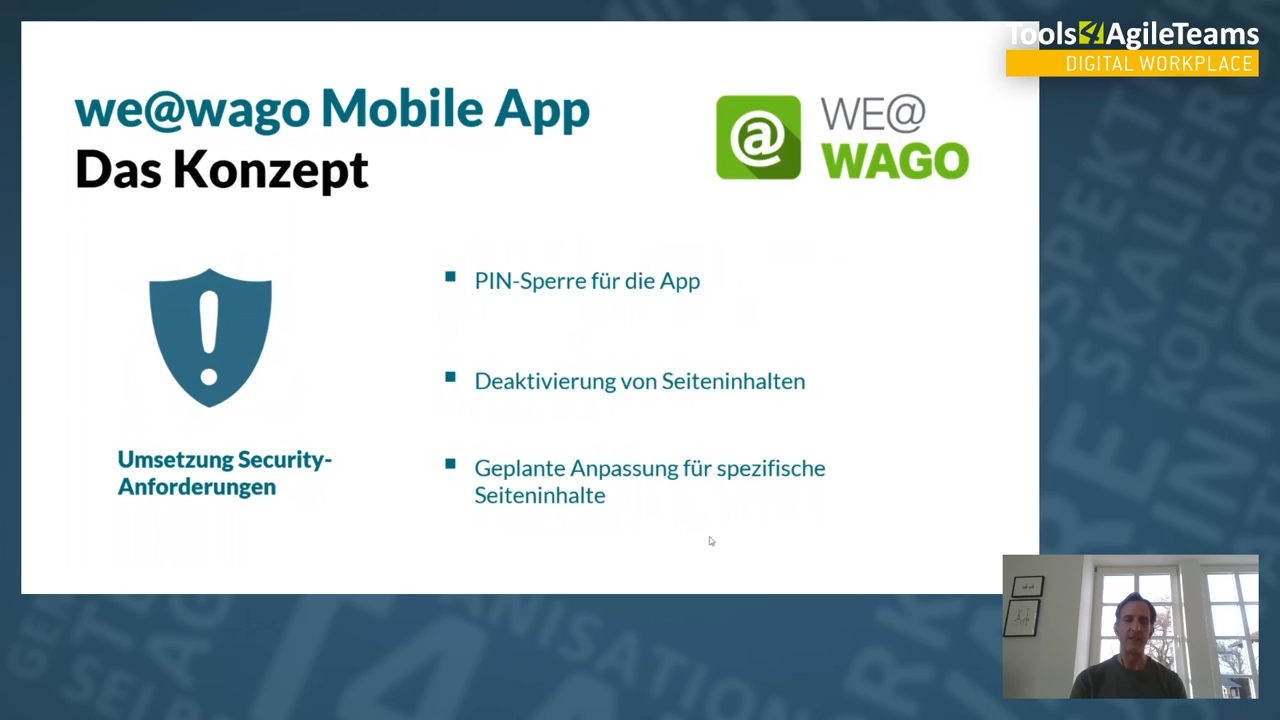 Tools4AgileTeams
DIGITAL WORKPLACE
we@wago Mobile App
Das Konzept
@
WE@
WAGO
PIN-Sperre für die App
Deaktivierung von Seiteninhalten
Umsetzung Security-
Anforderungen
Geplante Anpassung für spezifische
Seiteninhalte